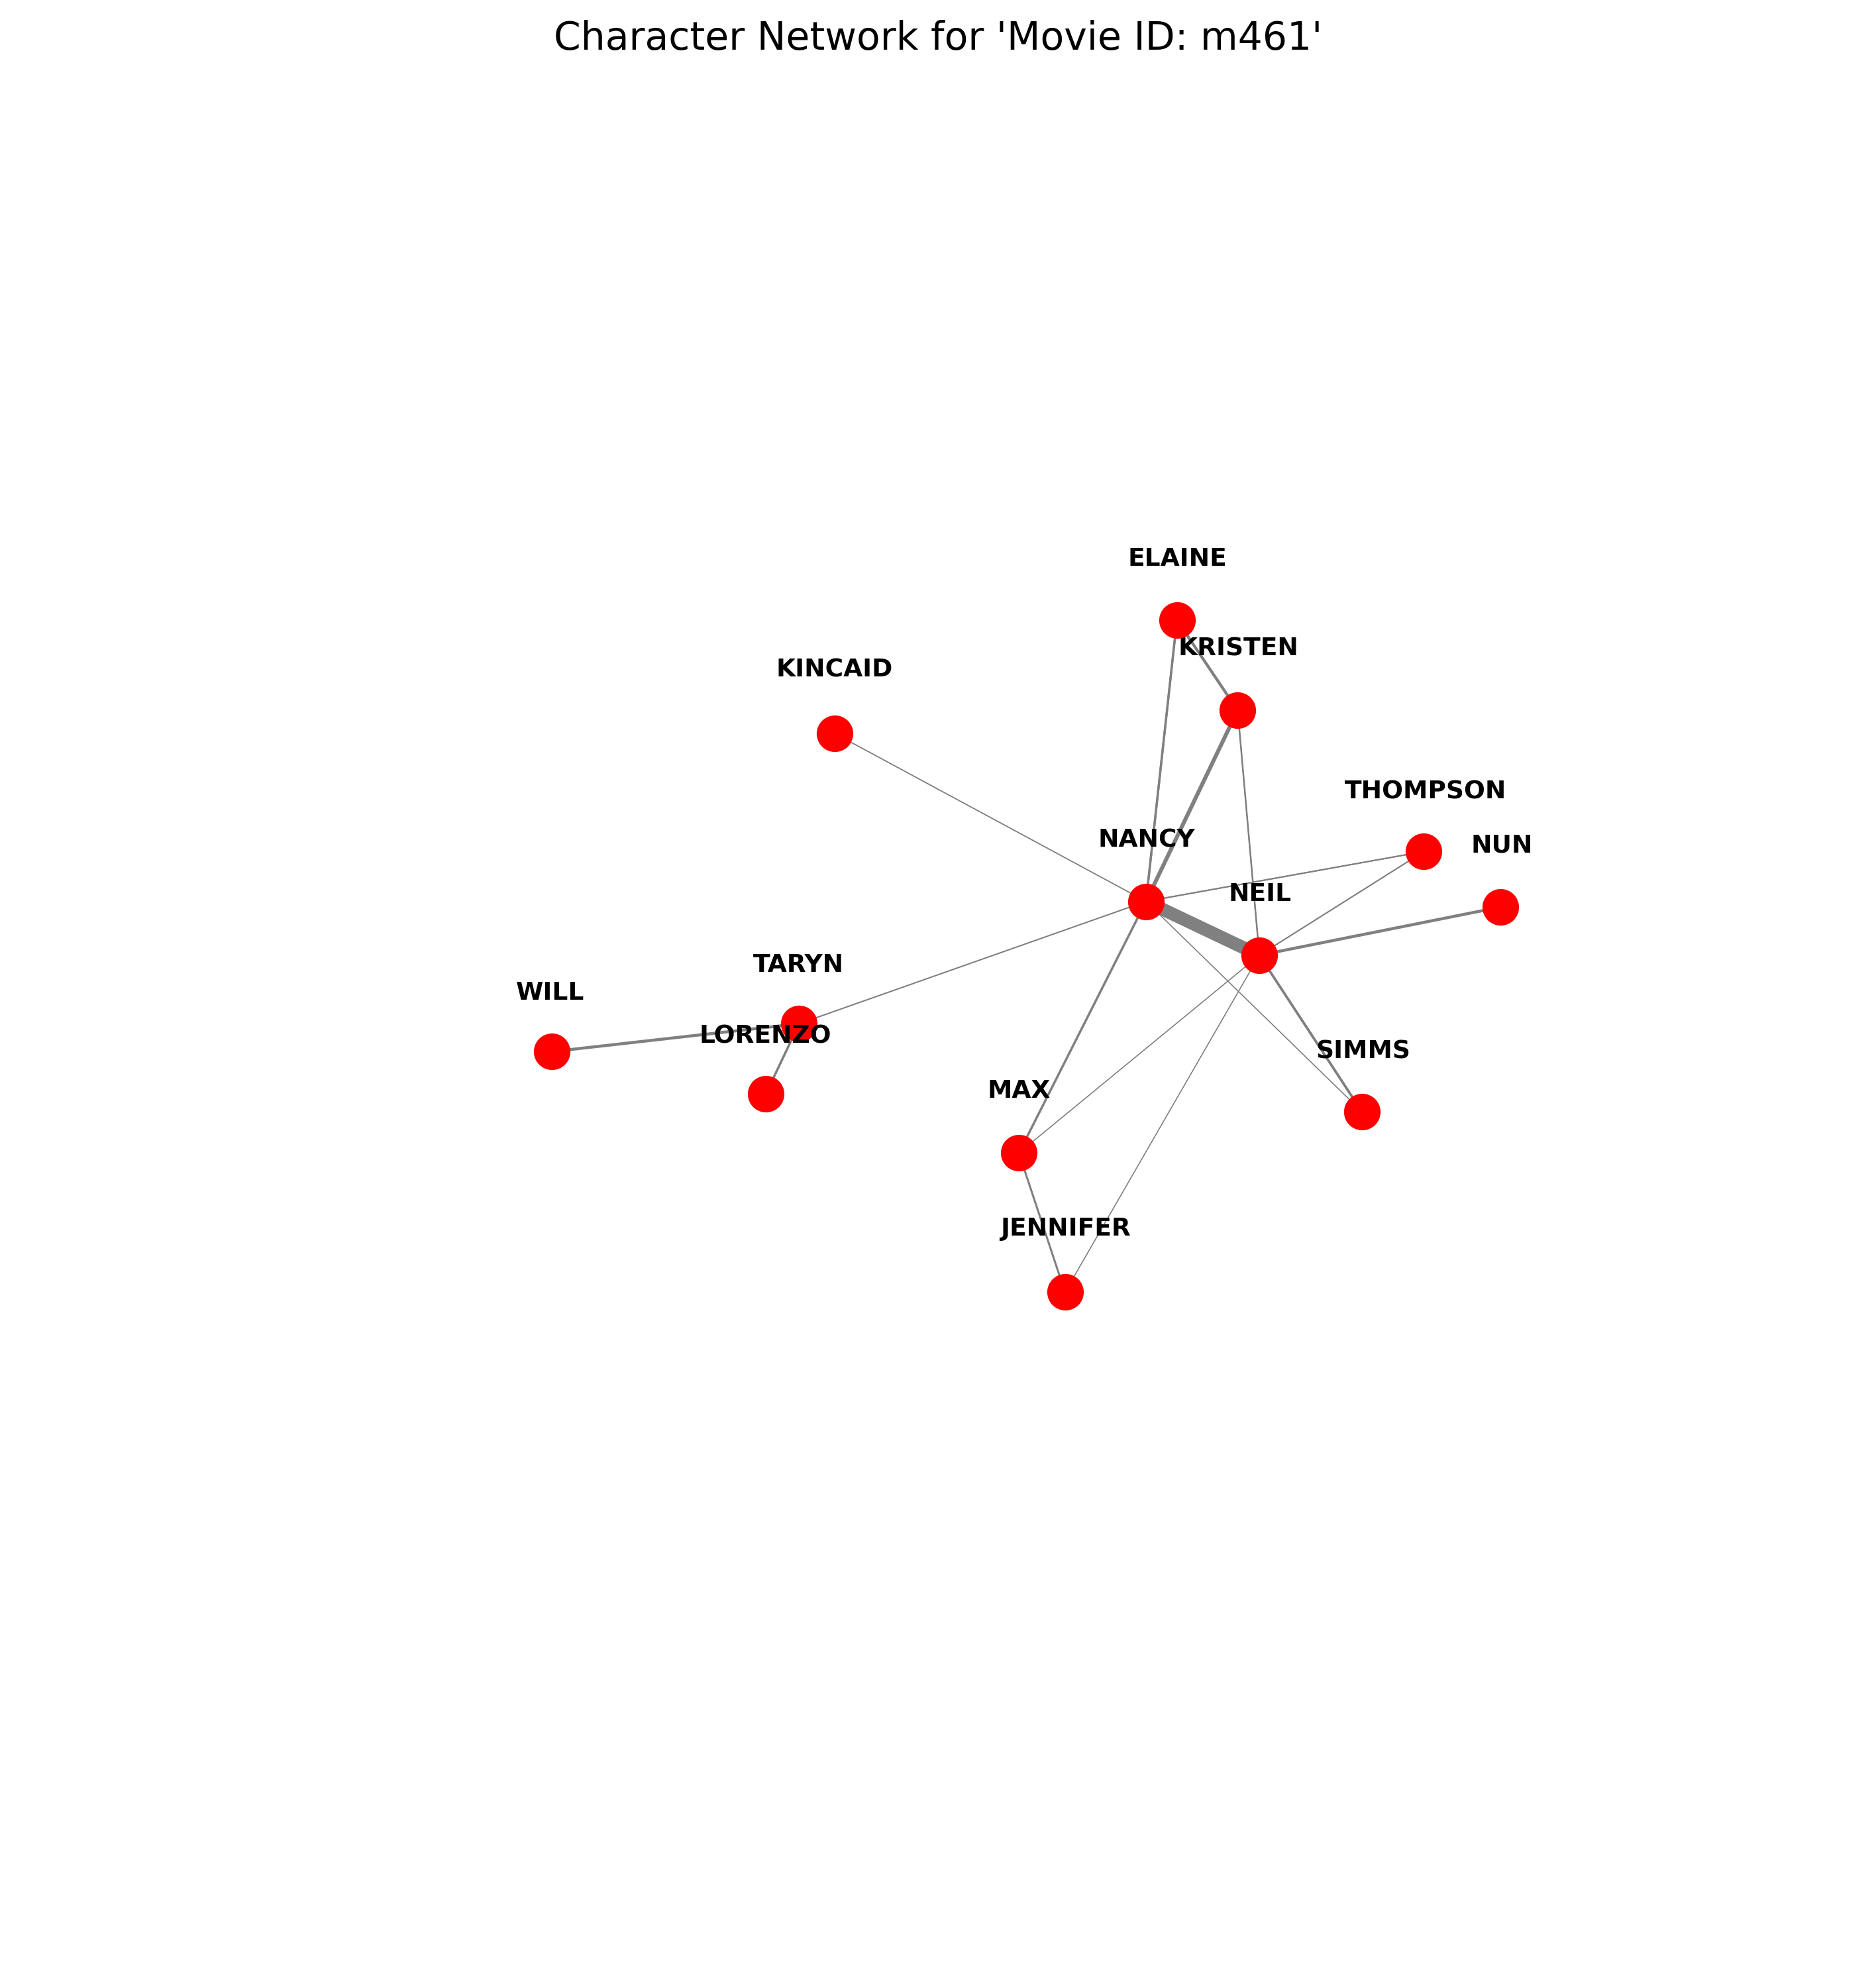 Character Network for 'Movie ID: m461'
ELAINE
KRISTEN
KINCAID
THOMPSON
NANCY
NUN
NEIL
TARYN
WILL
LORENZO
SIMMS
MAX
JENNIFER